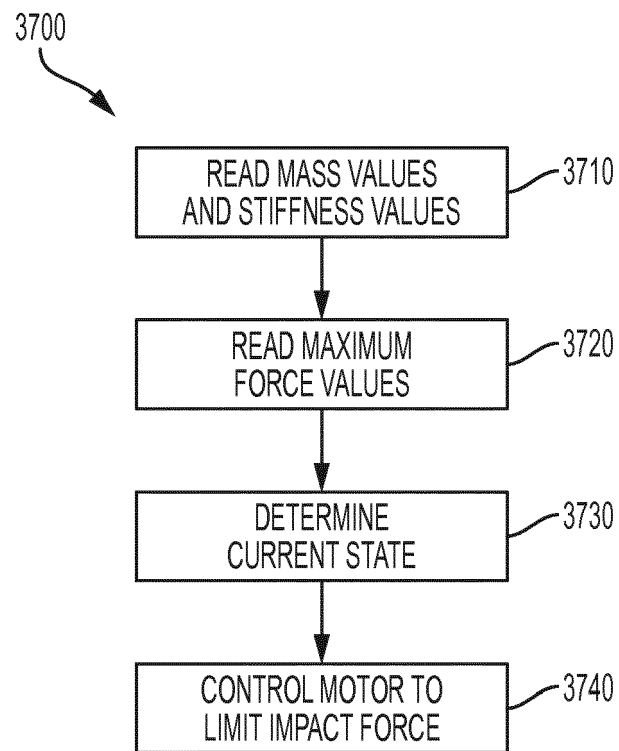 3700
READ MASS VALUES
AND STIFFNESS VALUES
3710
READ MAXIMUM
FORCE VALUES
3720
DETERMINE
CURRENT STATE
3730
CONTROL MOTOR TO
LIMIT IMPACT FORCE
3740